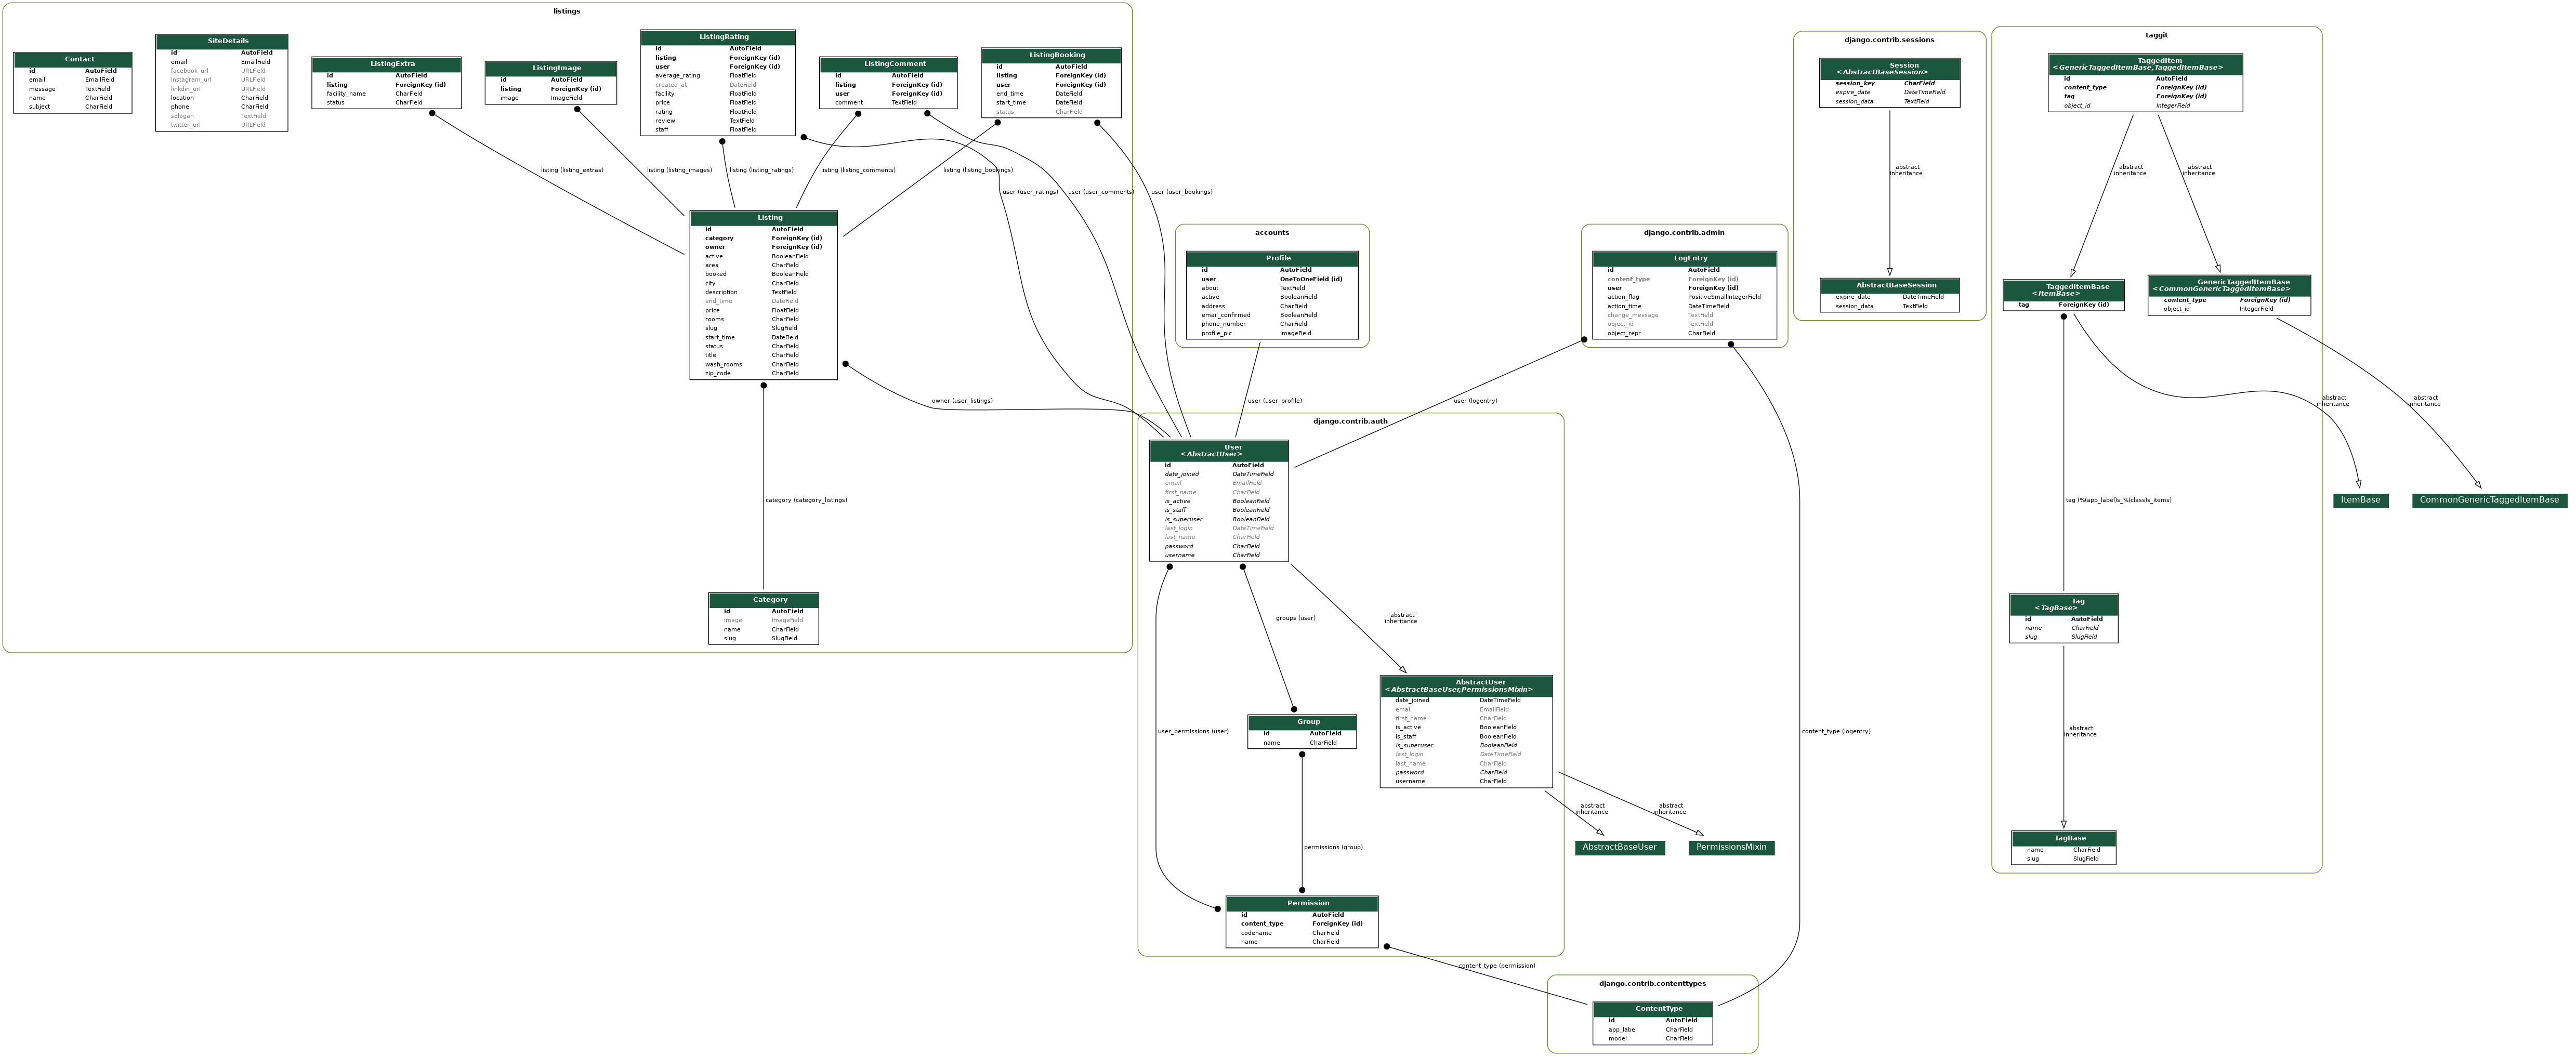 listings
Contact
id AutoField
email EmailField
message TextField
name CharField
subject CharField
SiteDetails
id AutoField
email EmailField
facebook_url URLField
instagram_url URLField
linkdin_url URLField
location CharField
phone CharField
sologan TextField
twitter_url URLField
ListingExtra
id AutoField
listing ForeignKey (id)
facility_name CharField
status CharField
ListingImage
id AutoField
listing ForeignKey (id)
image ImageField
ListingRating
id AutoField
listing ForeignKey (id)
user ForeignKey (id)
average_rating FloatField
created_at DateField
facility FloatField
price FloatField
rating FloatField
review TextField
staff FloatField
ListingComment
id AutoField
listing ForeignKey (id)
user ForeignKey (id)
comment TextField
ListingBooking
id AutoField
listing ForeignKey (id)
user ForeignKey (id)
end_time DateField
start_time DateField
status CharField
listing (listing_extras)
listing (listing_images)
listing (listing_ratings)
listing (listing_comments)
listing (listing_bookings)
user (user_ratings)
user (user_comments)
user (user_bookings)
Listing
id AutoField
category ForeignKey (id)
owner ForeignKey (id)
active BooleanField
area CharField
booked BooleanField
city CharField
description TextField
end_time DateField
price FloatField
rooms CharField
slug SlugField
start_time DateField
status CharField
title CharField
wash_rooms CharField
zip_code CharField
owner (user_listings)
category (category_listings)
Category
id AutoField
image ImageField
name CharField
slug SlugField
accounts
Profile
id AutoField
user OneToOneField (id)
about TextField
active BooleanField
address CharField
email_confirmed BooleanField
phone_number CharField
profile_pic ImageField
user (user_profile)
django.contrib.admin
LogEntry
id AutoField
content_type ForeignKey (id)
user ForeignKey (id)
action_flag PositiveSmallIntegerField
action_time DateTimeField
change_message TextField
object_id TextField
object_repr CharField
user (logentry)
content_type (logentry)
django.contrib.auth
User
<AbstractUser>
id AutoField
date_joined DateTimeField
email EmailField
first_name CharField
is_active BooleanField
is_staff BooleanField
is_superuser BooleanField
last_login DateTimeField
last_name CharField
password CharField
username CharField
groups (user)
abstract
inheritance
user_permissions (user)
AbstractUser
<AbstractBaseUser,PermissionsMixin>
date_joined DateTimeField
email EmailField
first_name CharField
is_active BooleanField
is_staff BooleanField
is_superuser BooleanField
last_login DateTimeField
last_name CharField
password CharField
username CharField
Group
id AutoField
name CharField
permissions (group)
abstract
inheritance
abstract
inheritance
AbstractBaseUser
PermissionsMixin
Permission
id AutoField
content_type ForeignKey (id)
codename CharField
name CharField
content_type (permission)
django.contrib.contenttypes
ContentType
id AutoField
app_label CharField
model CharField
django.contrib.sessions
Session
<AbstractBaseSession>
session_key CharField
expire_date DateTimeField
session_data TextField
abstract
inheritance
AbstractBaseSession
expire_date DateTimeField
session_data TextField
taggit
TaggedItem
<GenericTaggedItemBase,TaggedItemBase>
id AutoField
content_type ForeignKey (id)
tag ForeignKey (id)
object_id IntegerField
abstract
inheritance
abstract
inheritance
TaggedItemBase
<ItemBase>
tag ForeignKey (id)
GenericTaggedItemBase
<CommonGenericTaggedItemBase>
content_type ForeignKey (id)
object_id IntegerField
abstract
inheritance
abstract
inheritance
tag (%(app_label)s_%(class)s_items)
ItemBase
CommonGenericTaggedItemBase
Tag
<TagBase>
id AutoField
name CharField
slug SlugField
abstract
inheritance
TagBase
name CharField
slug SlugField